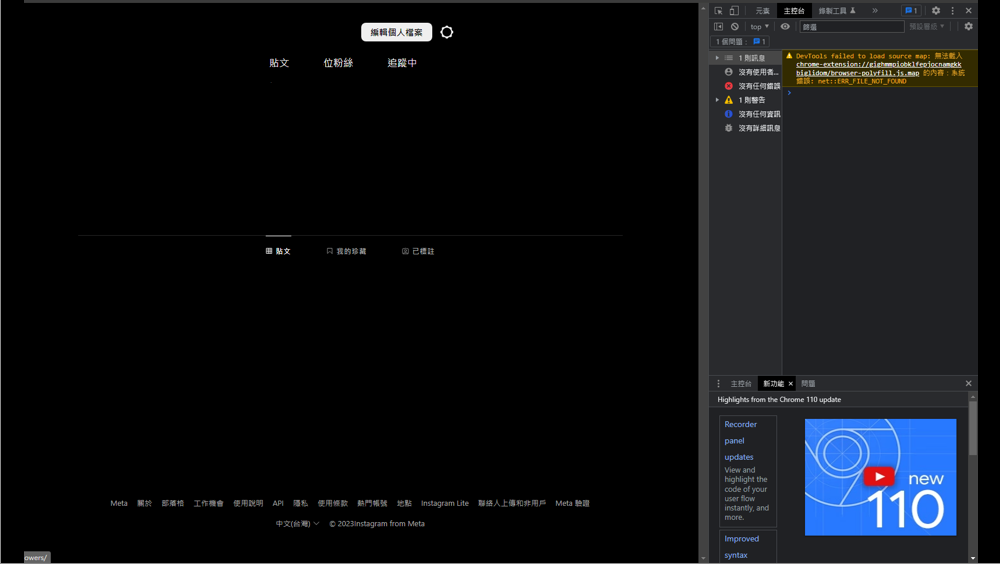 編輯個人檔案
貼文 位粉絲 追蹤中
貼文 我的珍藏 已標註
Meta 關於 部落格 工作機會 使用說明 API 隱私 使用條款 熱門帳號 地點 Instagram Lite 聯絡人上傳和非用戶 Meta 驗證
中文(台灣) © 2023Instagram from Meta
owers/
元素 主控台 錄製工具 » 1
top ▼ 篩選 預設層級 ▼
1 個問題： 1
1 則訊息
沒有使用者...
沒有任何錯誤
1 則警告
沒有任何資訊
沒有詳細訊息
DevTools failed to load source map: 無法載入
chrome-extension://gighmmpiobklfepjocnamgkk
biglidom/browser-polyfill.js.map 的內容：系統
錯誤: net::ERR_FILE_NOT_FOUND
主控台 新功能 × 問題
Highlights from the Chrome 110 update
Recorder
panel
updates
View and
highlight the
code of your
user flow
instantly, and
more.
Improved
syntax
new
110